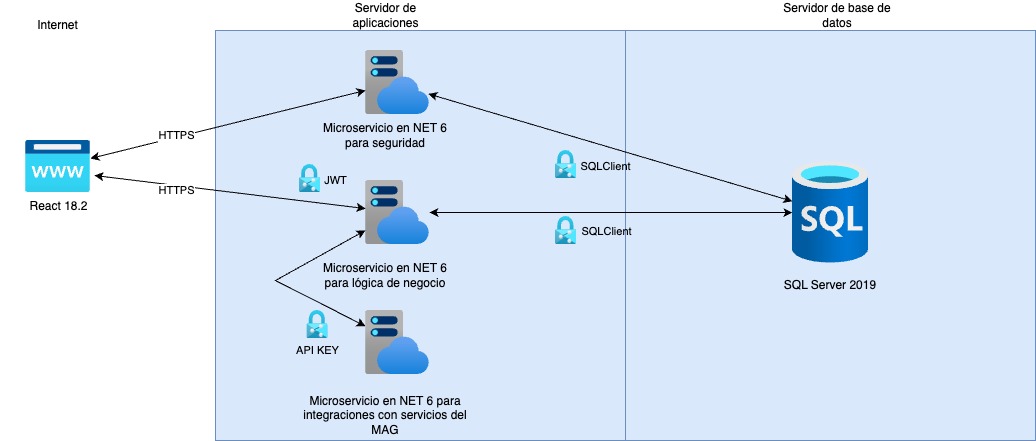 Internet
Servidor de
aplicaciones
Servidor de base de
datos
HTTPS
Microservicio en NET 6
para seguridad
WWW
React 18.2
HTTPS
JWT
SQLClient
SQLClient
SQL
SQL Server 2019
Microservicio en NET 6
para lógica de negocio
API KEY
Microservicio en NET 6 para
integraciones con servicios del
MAG